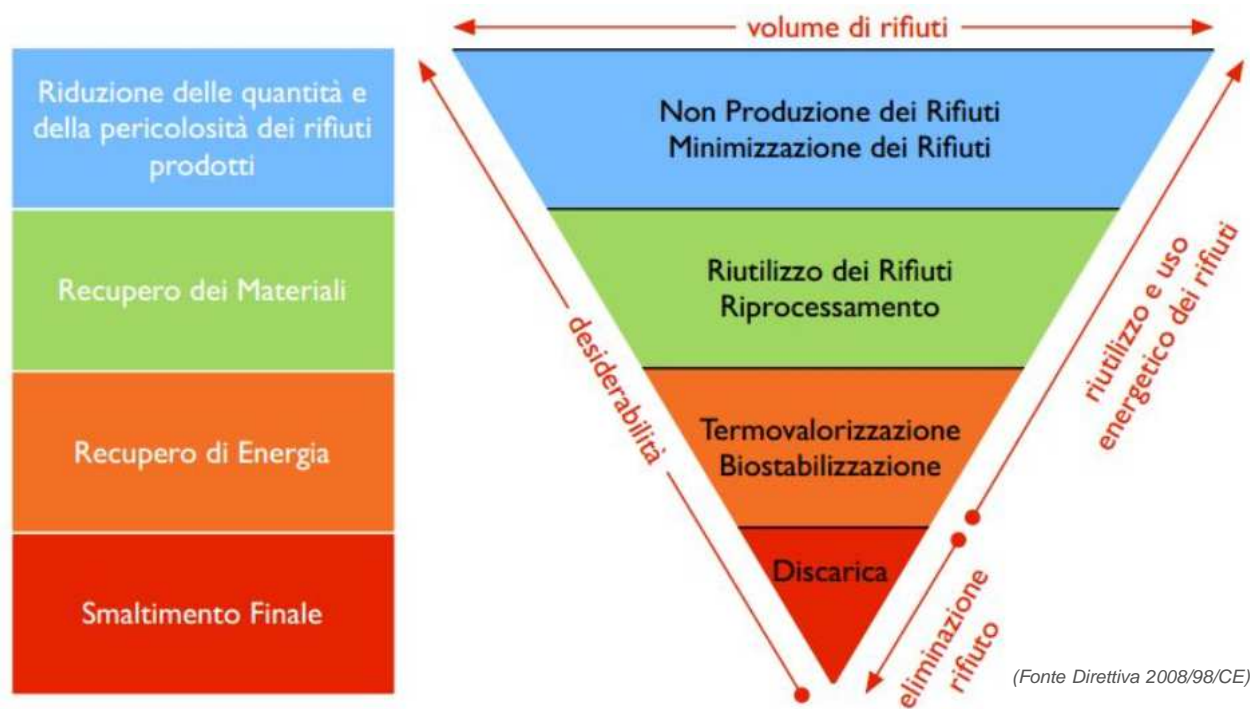 volume di rifiuti
Riduzione delle quantità e
della pericolosità dei rifiuti
prodotti
Non Produzione dei Rifiuti
Minimizzazione dei Rifiuti
Recupero dei Materiali
Riutilizzo dei Rifiuti
Riprocessamento
desiderabilità
riutilizzo e uso
energetico dei rifiuti
Recupero di Energia
Termovalorizzazione
Biostabilizzazione
Smaltimento Finale
Discarica
eliminazione
rifiuto
(Fonte Direttiva 2008/98/CE)